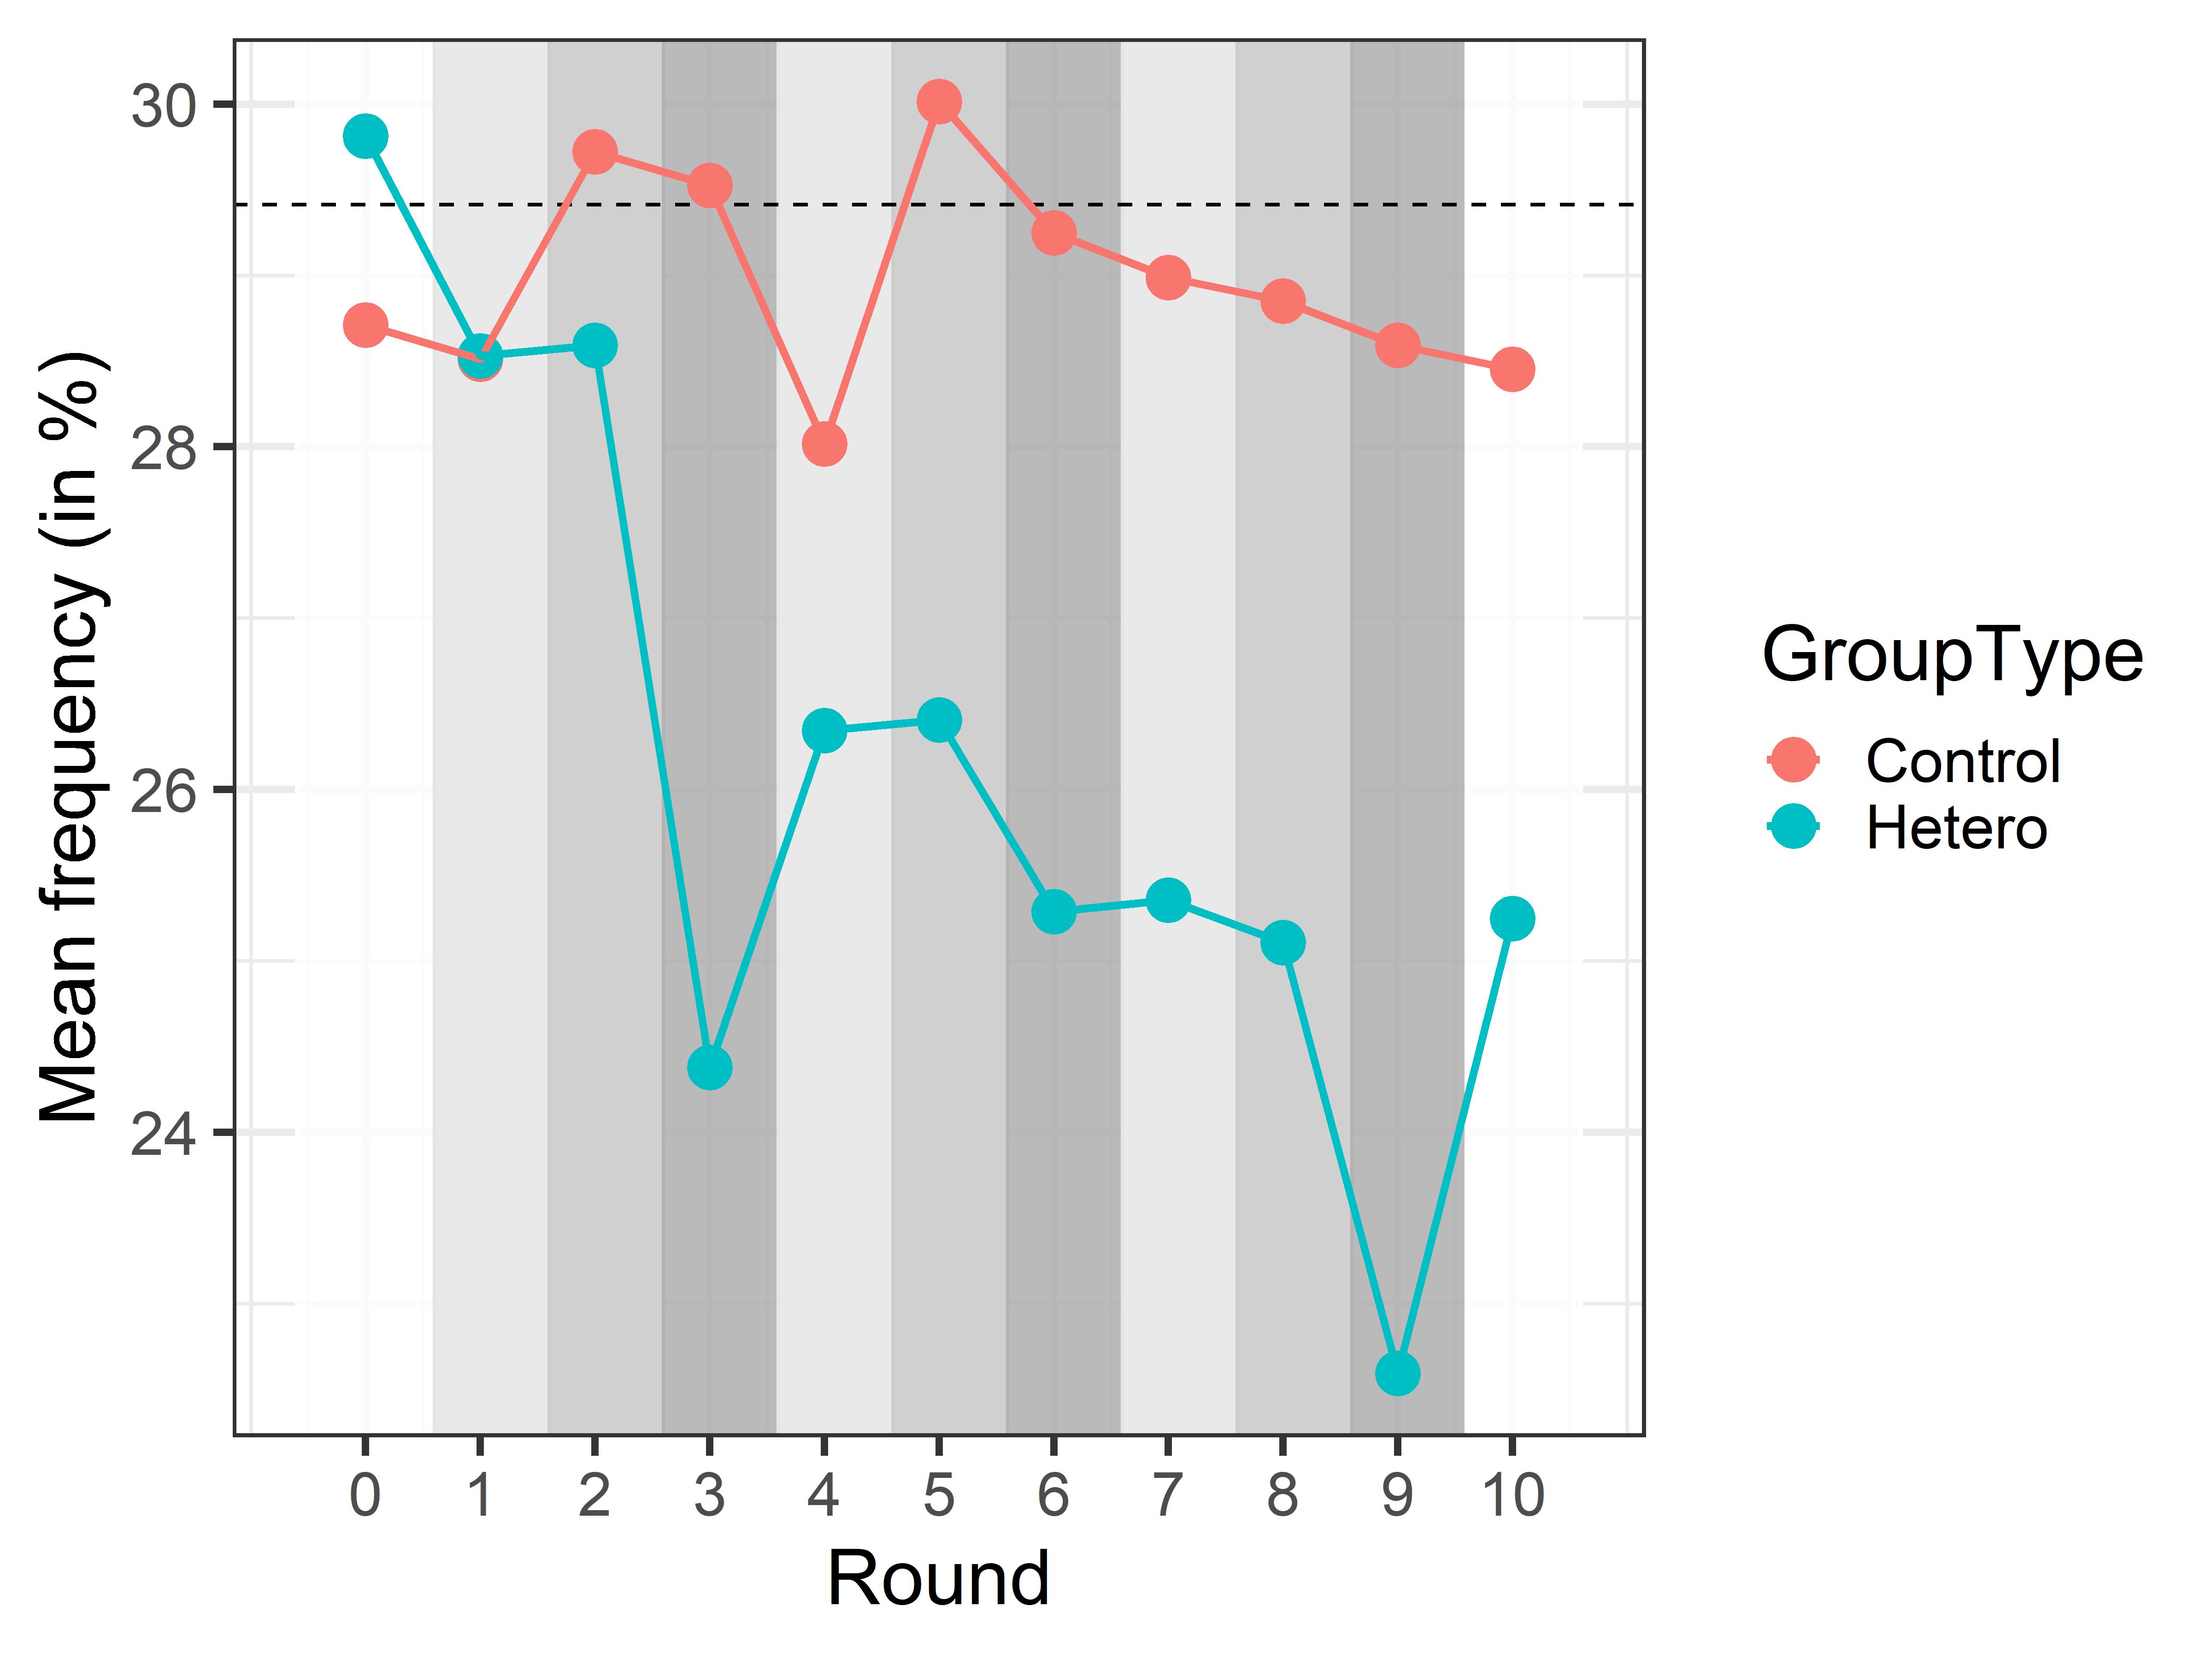 Mean frequency (in %)
30
28
26
24
0 1 2 3 4 5 6 7 8 9 10
Round
GroupType
Control
Hetero